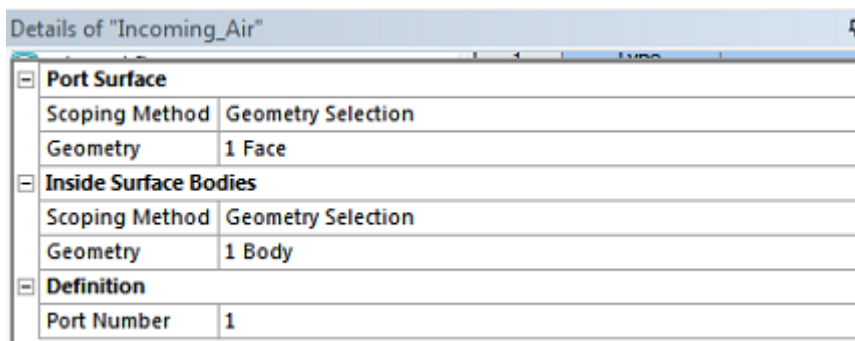 Details of "Incoming_Air"
Port Surface
Scoping Method Geometry Selection
Geometry 1 Face
Inside Surface Bodies
Scoping Method Geometry Selection
Geometry 1 Body
Definition
Port Number 1